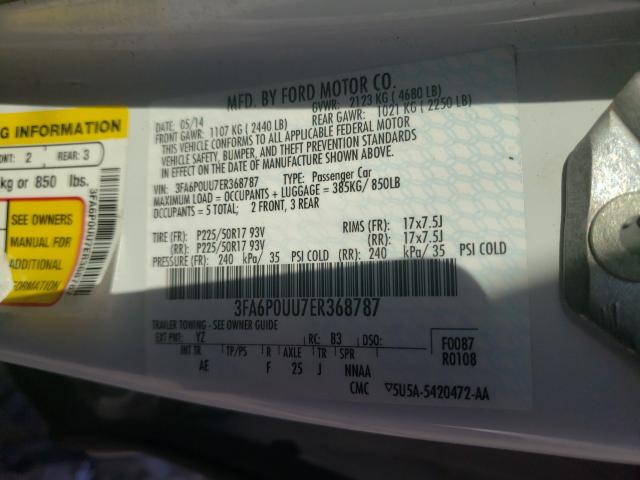 MFD. BY FORD MOTOR CO.
DATE: 05/14 GVWR: 2123 KG ( 4680 LB)
FRONT GAWR: 1107 KG ( 2440 LB) REAR GAWR: 1021 KG ( 2250 LB)
THIS VEHICLE CONFORMS TO ALL APPLICABLE FEDERAL MOTOR
VEHICLE SAFETY, BUMPER, AND THEFT PREVENTION STANDARDS
IN EFFECT ON THE DATE OF MANUFACTURE SHOWN ABOVE.
VIN: 3FA6P0UU7ER368787 TYPE: Passenger Car
MAXIMUM LOAD = OCCUPANTS + LUGGAGE = 385KG/850LB
OCCUPANTS = 5 TOTAL; 2 FRONT, 3 REAR
TIRE (FR): P225/50R17 93V RIMS (FR): 17x7.5J
(RR): P225/50R17 93V (RR): 17x7.5J
PRESSURE (FR): 240 kPa/ 35 PSI COLD (RR): 240 kPa/ 35 PSI COLD
3FA6P0UU7ER368787
TRAILER TOWING - SEE OWNER GUIDE
EXT PNT: YZ RC: B3 DSO:
F0087
R0108
INT TR TP/PS R AXLE TR SPR
AE F 25 J NNAA
CMC ▽5U5A-5420472-AA
G INFORMATION
ONT: 2 REAR: 3
kg or 850 lbs.
SEE OWNERS
MANUAL FOR
ADDITIONAL
INFORMATION
3FA6P0UU7ER368787